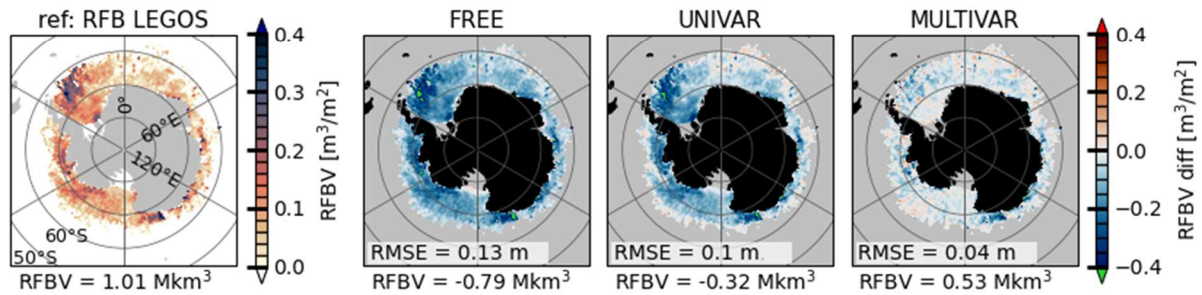 ref: RFB LEGOS
FREE
UNIVAR
MULTIVAR
0°
60°E
120°E
60°S
50°S
0.4
0.3
0.2
0.1
0.0
RFBV [m³/m²]
RMSE = 0.13 m
RMSE = 0.1 m
RMSE = 0.04 m
0.4
0.2
0.0
−0.2
−0.4
RFBV diff [m³/m²]
RFBV = 1.01 Mkm³
RFBV = -0.79 Mkm³
RFBV = -0.32 Mkm³
RFBV = 0.53 Mkm³